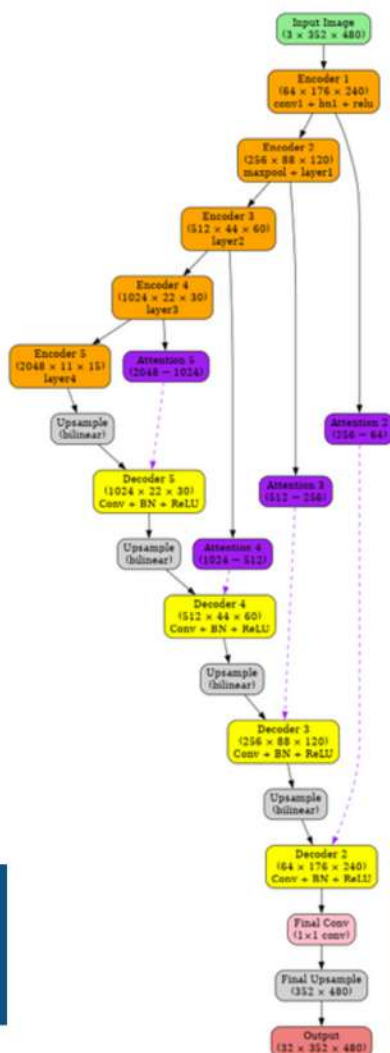 Input Image
(3 × 352 × 480)
Encoder 1
(64 × 176 × 240)
conv1 + bn1 + relu
Encoder 2
(256 × 88 × 120)
maxpool + layer1
Encoder 3
(512 × 44 × 60)
layer2
Encoder 4
(1024 × 22 × 30)
layer3
Encoder 5
(2048 × 11 × 15)
layer4
Attention 5
(2048 − 1024)
Upsample
(bilinear)
Attention 2
(256 − 64)
Decoder 5
(1024 × 22 × 30)
Conv + BN + ReLU
Attention 3
(512 − 256)
Upsample
(bilinear)
Attention 4
(1024 − 512)
Decoder 4
(512 × 44 × 60)
Conv + BN + ReLU
Upsample
(bilinear)
Decoder 3
(256 × 88 × 120)
Conv + BN + ReLU
Upsample
(bilinear)
Decoder 2
(64 × 176 × 240)
Conv + BN + ReLU
Final Conv
(1×1 conv)
Final Upsample
(352 × 480)
Output
(32 × 352 × 480)